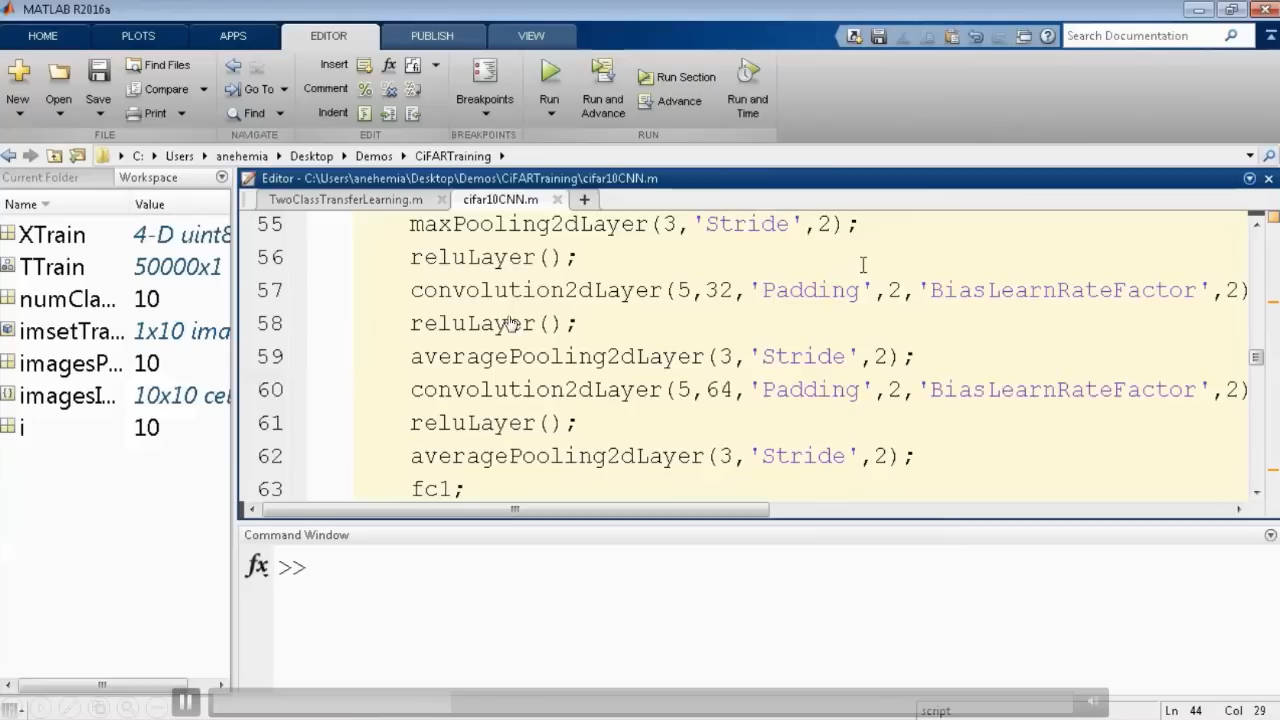 MATLAB R2016a
HOME PLOTS APPS EDITOR PUBLISH VIEW Search Documentation
New Open Save Find Files Compare Print Go To Find Insert Comment Indent Breakpoints Run Run and Advance Run Section Advance Run and Time
FILE NAVIGATE EDIT BREAKPOINTS RUN
C: Users anehemia Desktop Demos CiFARTraining
Current Folder Workspace
Editor - C:\Users\anehemia\Desktop\Demos\CiFARTraining\cifar10CNN.m
Name Value
TwoClassTransferLearning.m cifar10CNN.m
XTrain 4-D uint8
TTrain 50000x1
numCla... 10
imsetTra... 1x10 ima
imagesP... 10
imagesI... 10x10 cel
i 10
55 maxPooling2dLayer(3,'Stride',2);
56 reluLayer();
57 convolution2dLayer(5,32,'Padding',2,'BiasLearnRateFactor',2)
58 reluLayer();
59 averagePooling2dLayer(3,'Stride',2);
60 convolution2dLayer(5,64,'Padding',2,'BiasLearnRateFactor',2)
61 reluLayer();
62 averagePooling2dLayer(3,'Stride',2);
63 fc1;
Command Window
fx >>
script Ln 44 Col 29